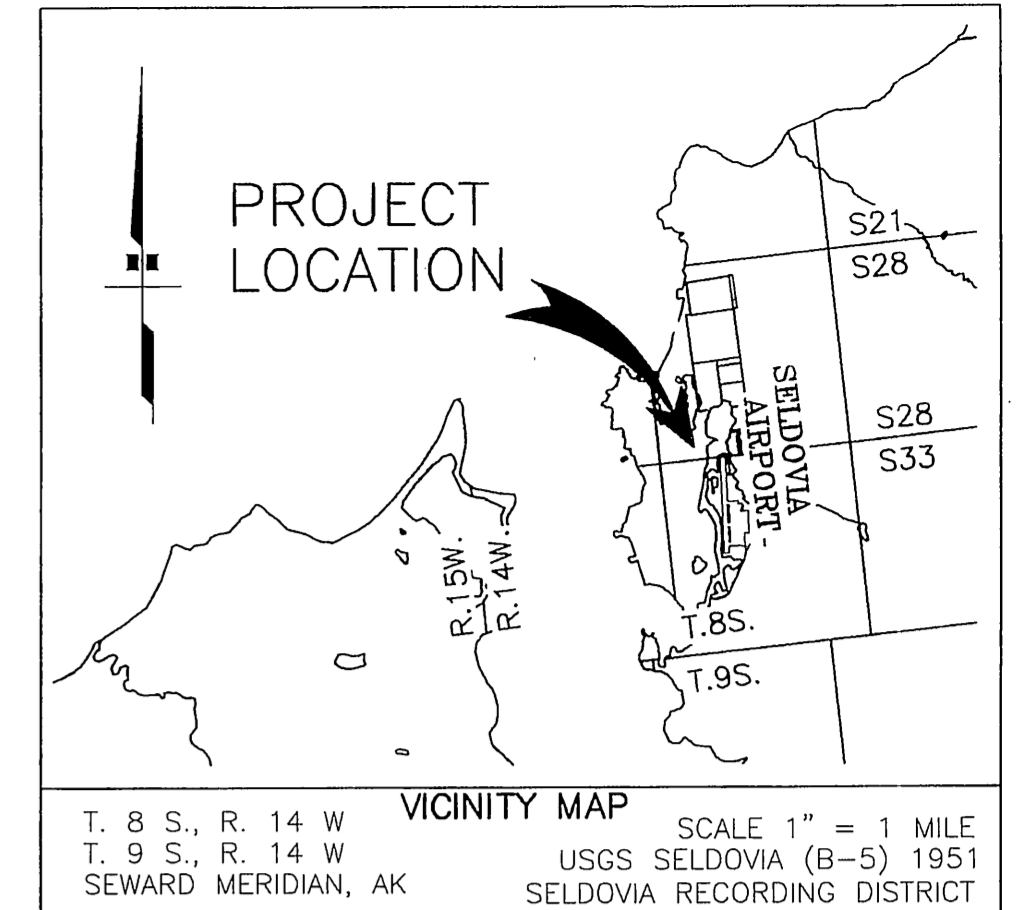 PROJECT
LOCATION
S21
S28
SELDOVIA
AIRPORT
S28
S33
R.15W.
R.14W.
T.8S.
T.9S.
VICINITY MAP
T. 8 S., R. 14 W
T. 9 S., R. 14 W
SEWARD MERIDIAN, AK
SCALE 1" = 1 MILE
USGS SELDOVIA (B-5) 1951
SELDOVIA RECORDING DISTRICT